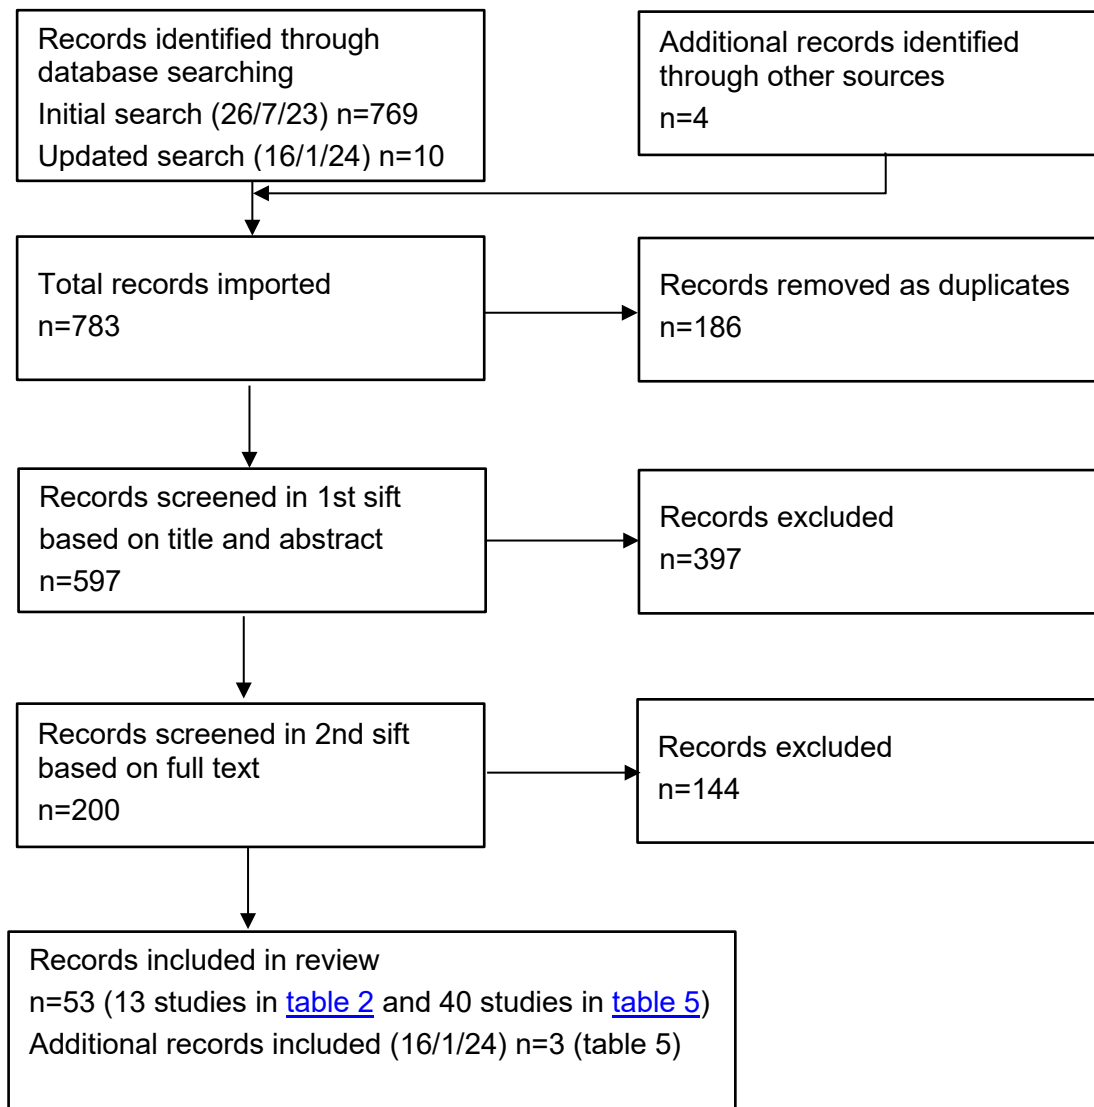 Records identified through
database searching
Initial search (26/7/23) n=769
Updated search (16/1/24) n=10
Additional records identified
through other sources
n=4
Total records imported
n=783
Records removed as duplicates
n=186
Records screened in 1st sift
based on title and abstract
n=597
Records excluded
n=397
Records screened in 2nd sift
based on full text
n=200
Records excluded
n=144
Records included in review
n=53 (13 studies in table 2 and 40 studies in table 5)
Additional records included (16/1/24) n=3 (table 5)